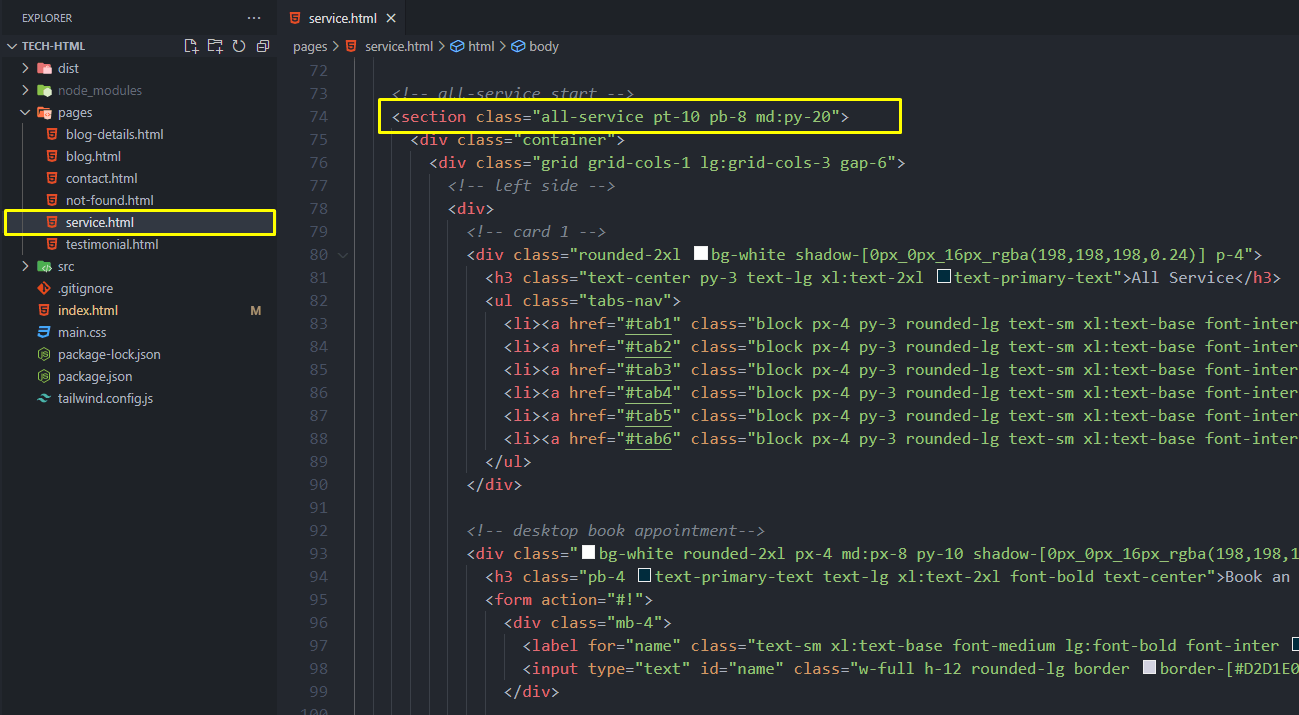 EXPLORER
service.html
TECH-HTML
pages > service.html > html > body
dist
node_modules
pages
blog-details.html
blog.html
contact.html
not-found.html
service.html
testimonial.html
src
.gitignore
index.html M
main.css
package-lock.json
package.json
tailwind.config.js
72
73 <!-- all-service start -->
74 <section class="all-service pt-10 pb-8 md:py-20">
75 <div class="container">
76 <div class="grid grid-cols-1 lg:grid-cols-3 gap-6">
77 <!-- left side -->
78 <div>
79 <!-- card 1 -->
80 <div class="rounded-2xl bg-white shadow-[0px_0px_16px_rgba(198,198,198,0.24)] p-4">
81 <h3 class="text-center py-3 text-lg xl:text-2xl text-primary-text">All Service</h3>
82 <ul class="tabs-nav">
83 <li><a href="#tab1" class="block px-4 py-3 rounded-lg text-sm xl:text-base font-inter
84 <li><a href="#tab2" class="block px-4 py-3 rounded-lg text-sm xl:text-base font-inter
85 <li><a href="#tab3" class="block px-4 py-3 rounded-lg text-sm xl:text-base font-inter
86 <li><a href="#tab4" class="block px-4 py-3 rounded-lg text-sm xl:text-base font-inter
87 <li><a href="#tab5" class="block px-4 py-3 rounded-lg text-sm xl:text-base font-inter
88 <li><a href="#tab6" class="block px-4 py-3 rounded-lg text-sm xl:text-base font-inter
89 </ul>
90 </div>
91
92 <!-- desktop book appointment-->
93 <div class="bg-white rounded-2xl px-4 md:px-8 py-10 shadow-[0px_0px_16px_rgba(198,198,1
94 <h3 class="pb-4 text-primary-text text-lg xl:text-2xl font-bold text-center">Book an
95 <form action="#!">
96 <div class="mb-4">
97 <label for="name" class="text-sm xl:text-base font-medium lg:font-bold font-inter
98 <input type="text" id="name" class="w-full h-12 rounded-lg border border-[#D2D1E0
99 </div>
100